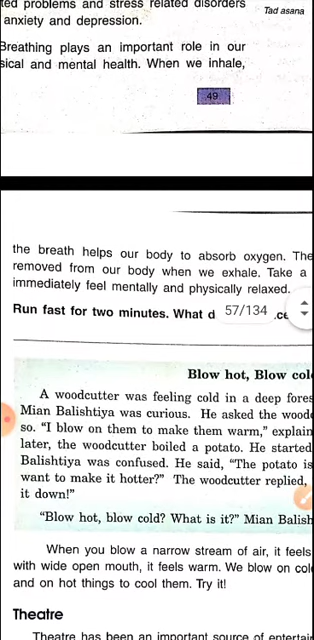 ted problems and stress related disorders
anxiety and depression.
Tad asana
Breathing plays an important role in our
sical and mental health. When we inhale,
49
the breath helps our body to absorb oxygen. The
removed from our body when we exhale. Take a
immediately feel mentally and physically relaxed.
Run fast for two minutes. What d
57/134
.ce
Blow hot, Blow col
A woodcutter was feeling cold in a deep fores
Mian Balishtiya was curious. He asked the wood
so. "I blow on them to make them warm," explain
later, the woodcutter boiled a potato. He started
Balishtiya was confused. He said, "The potato is
want to make it hotter?" The woodcutter replied,
it down!"
"Blow hot, blow cold? What is it?" Mian Balish
When you blow a narrow stream of air, it feels
with wide open mouth, it feels warm. We blow on col
and on hot things to cool them. Try it!
Theatre
Theatre has been an important source of entertai